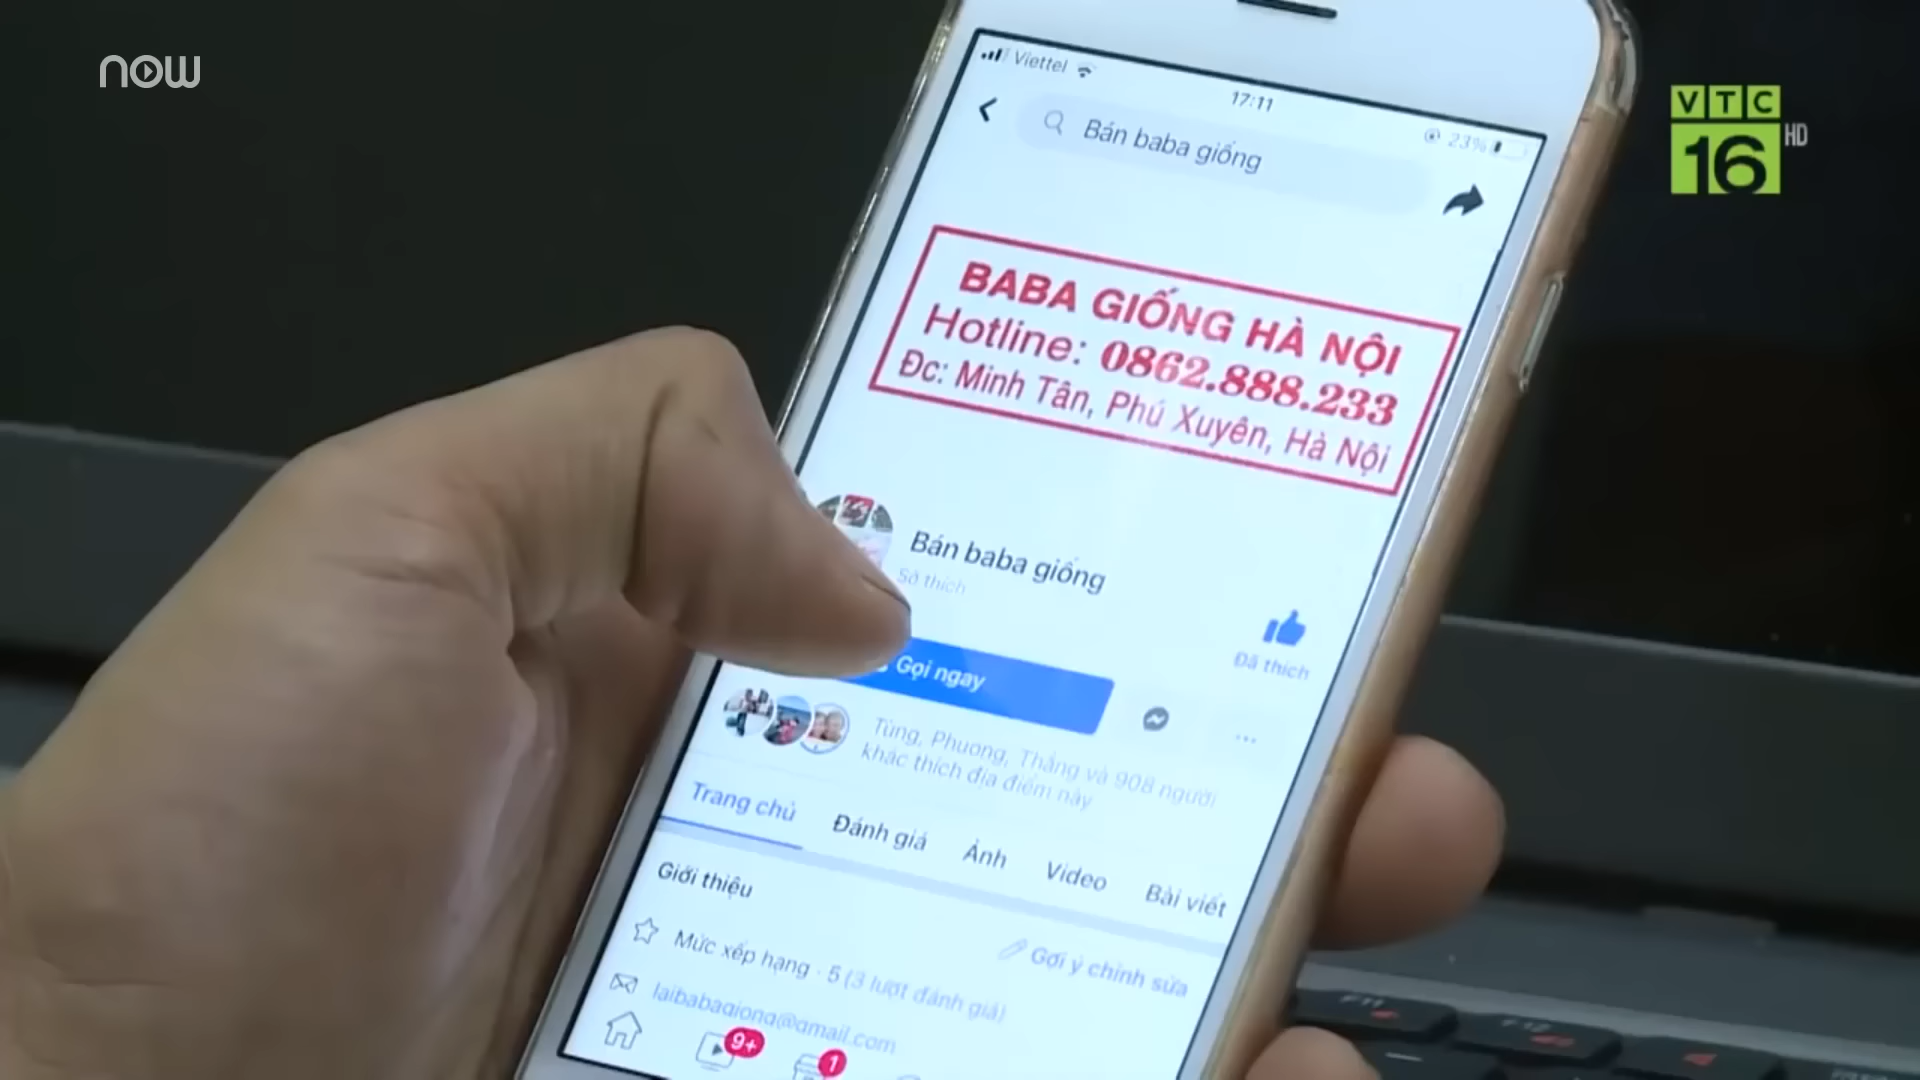 now
VTC
16 HD
Viettel
17:11
23%
Bán baba giống
BABA GIỐNG HÀ NỘI
Hotline: 0862.888.233
Đc: Minh Tân, Phú Xuyên, Hà Nội
Bán baba giống
Sở thích
Đã thích
Gọi ngay
Tùng, Phuong, Thắng và 908 người
khác thích địa điểm này
Trang chủ Đánh giá Ảnh Video Bài viết
Giới thiệu
Gợi ý chỉnh sửa
Mức xếp hạng · 5 (3 lượt đánh giá)
laibabagiong@gmail.com
9+
1
F11
F12